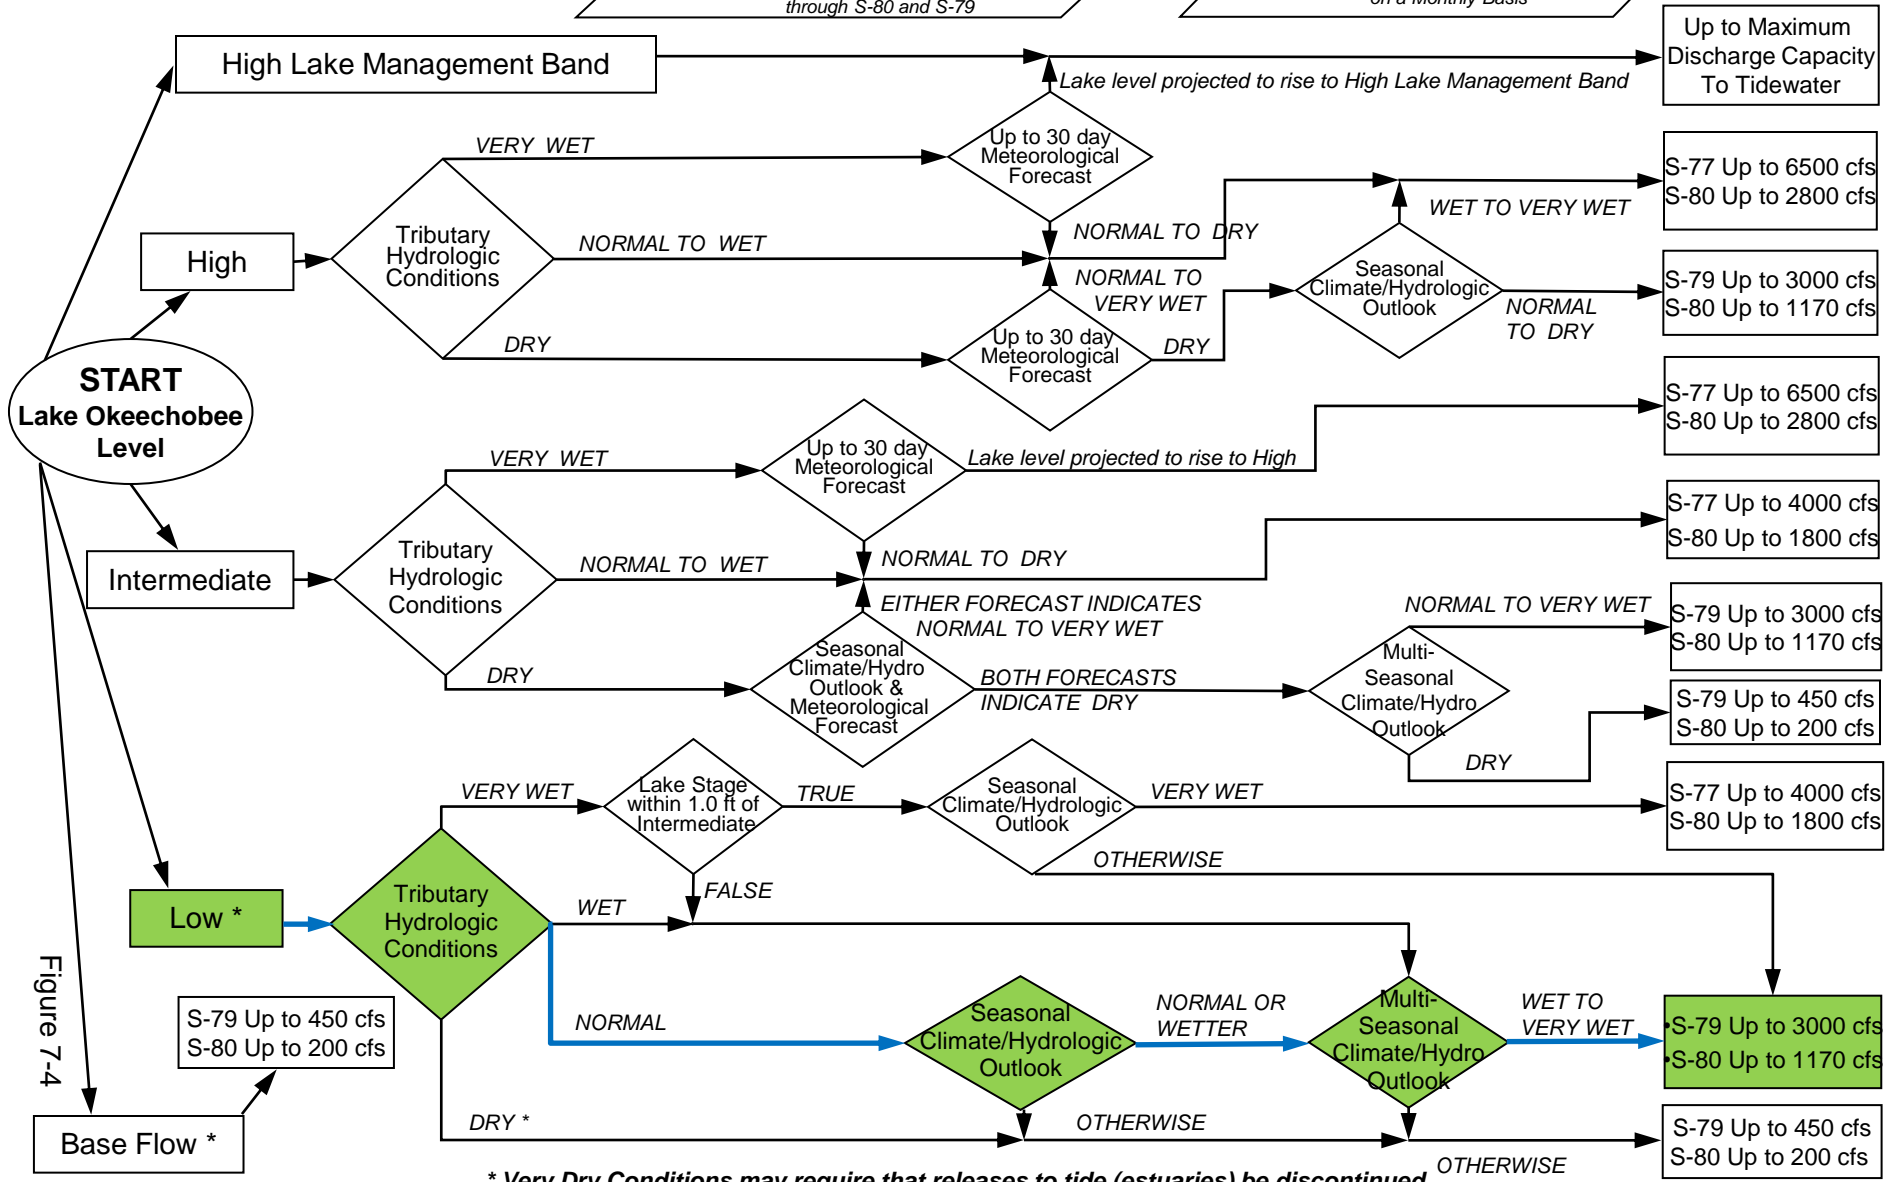 through S-80 and S-79
on a Monthly Basis
Up to Maximum
Discharge Capacity
To Tidewater
High Lake Management Band
Lake level projected to rise to High Lake Management Band
VERY WET
Up to 30 day
Meteorological
Forecast
S-77 Up to 6500 cfs
S-80 Up to 2800 cfs
WET TO VERY WET
Tributary
Hydrologic
Conditions
NORMAL TO WET
NORMAL TO DRY
High
NORMAL TO
VERY WET
Seasonal
Climate/Hydrologic
Outlook
NORMAL
TO DRY
S-79 Up to 3000 cfs
S-80 Up to 1170 cfs
DRY
Up to 30 day
Meteorological
Forecast
DRY
START
Lake Okeechobee
Level
S-77 Up to 6500 cfs
S-80 Up to 2800 cfs
VERY WET
Up to 30 day
Meteorological
Forecast
Lake level projected to rise to High
S-77 Up to 4000 cfs
S-80 Up to 1800 cfs
Intermediate
Tributary
Hydrologic
Conditions
NORMAL TO WET
NORMAL TO DRY
EITHER FORECAST INDICATES
NORMAL TO VERY WET
NORMAL TO VERY WET
S-79 Up to 3000 cfs
S-80 Up to 1170 cfs
DRY
Seasonal
Climate/Hydro
Outlook &
Meteorological
Forecast
BOTH FORECASTS
INDICATE DRY
Multi-
Seasonal
Climate/Hydro
Outlook
DRY
S-79 Up to 450 cfs
S-80 Up to 200 cfs
VERY WET
Lake Stage
within 1.0 ft of
Intermediate
TRUE
Seasonal
Climate/Hydrologic
Outlook
VERY WET
S-77 Up to 4000 cfs
S-80 Up to 1800 cfs
OTHERWISE
FALSE
Low *
Tributary
Hydrologic
Conditions
WET
NORMAL
Seasonal
Climate/Hydrologic
Outlook
NORMAL OR
WETTER
Multi-
Seasonal
Climate/Hydro
Outlook
WET TO
VERY WET
•S-79 Up to 3000 cfs
•S-80 Up to 1170 cfs
Figure 7-4
S-79 Up to 450 cfs
S-80 Up to 200 cfs
Base Flow *
DRY *
OTHERWISE
OTHERWISE
S-79 Up to 450 cfs
S-80 Up to 200 cfs
* Very Dry Conditions may require that releases to tide (estuaries) be discontinued